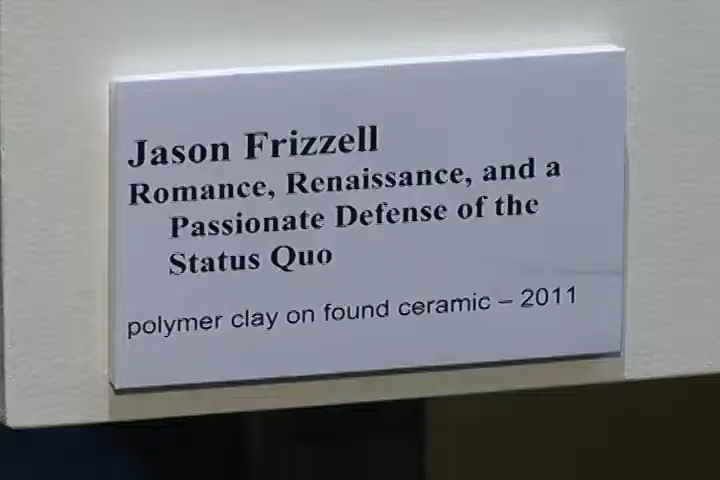 Jason Frizzell
Romance, Renaissance, and a
Passionate Defense of the
Status Quo
polymer clay on found ceramic – 2011